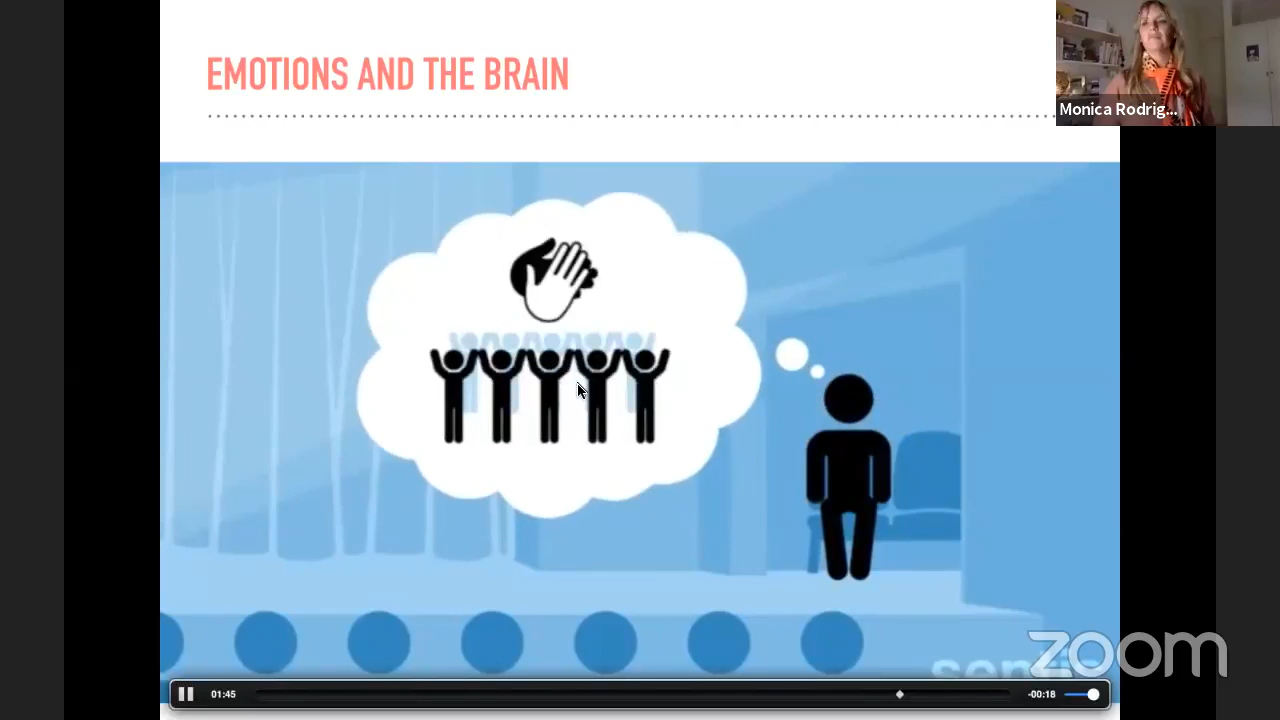 EMOTIONS AND THE BRAIN
Monica Rodrig...
zoom
01:45
-00:18